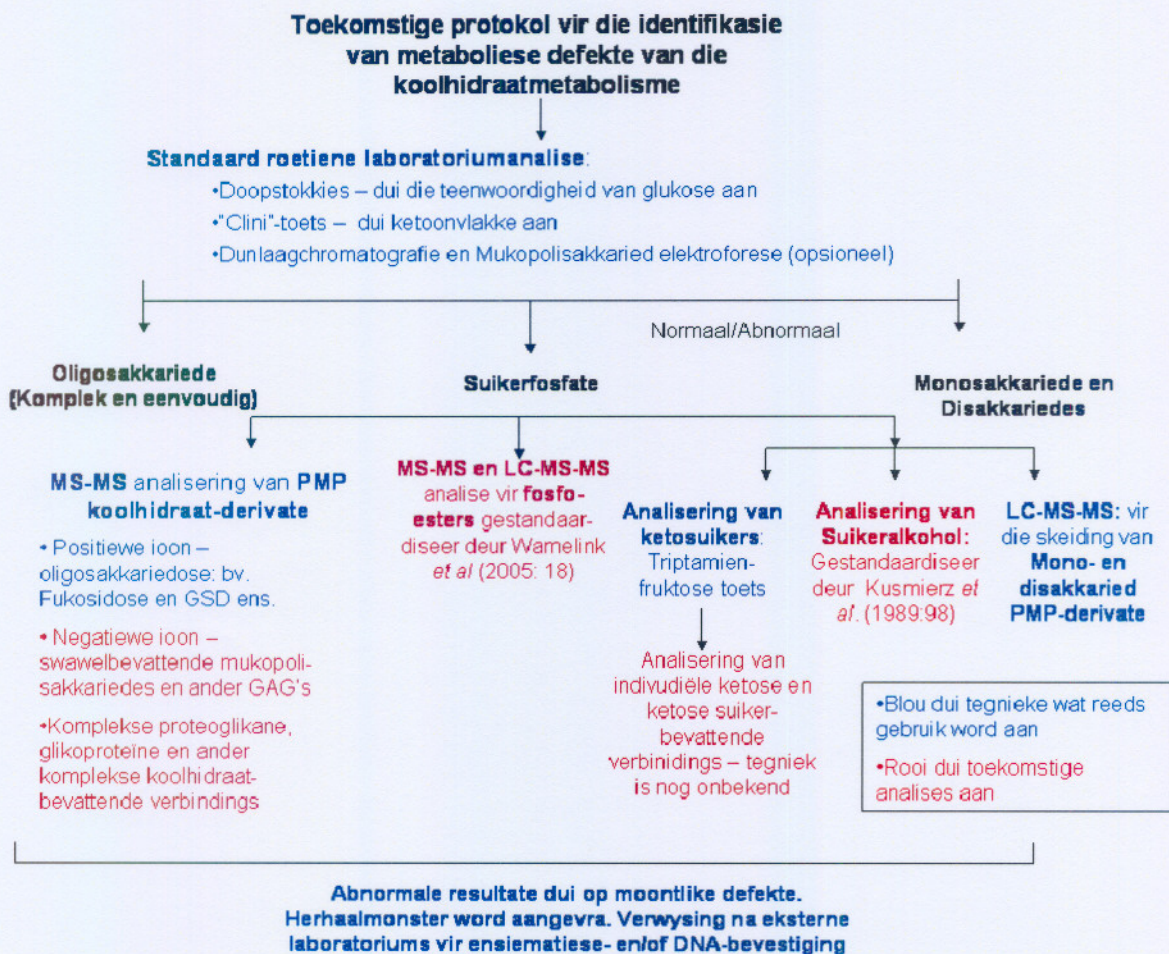 Toekomstige protokol vir die identifikasie
van metaboliese defekte van die
koolhidraatmetabolisme
Standaard roetiene laboratoriumanalise:
•Doopstokkies – dui die teenwoordigheid van glukose aan
•"Clini"-toets – dui ketoonvlakke aan
•Dunlaagchromatografie en Mukopolisakkaried elektroforese (opsioneel)
Normaal/Abnormaal
Oligosakkariede
(Komplek en eenvoudig)
Suikerfosfate
Monosakkariede en
Disakkariedes
MS-MS analisering van PMP
koolhidraat-derivate
• Positiewe ioon –
oligosakkariedose: bv.
Fukosidose en GSD ens.
• Negatiewe ioon –
swawelbevattende mukopoli-
sakkariedes en ander GAG's
•Komplekse proteoglikane,
glikoproteïne en ander
komplekse koolhidraat-
bevattende verbindings
MS-MS en LC-MS-MS
analise vir fosfo-
esters gestandaar-
diseer deur Wamelink
et al (2005: 18)
Analisering van
ketosuikers:
Triptamien-
fruktose toets
Analisering van
indivudiële ketose en
ketose suiker-
bevattende
verbinidings – tegniek
is nog onbekend
Analisering van
Suikeralkohol:
Gestandaardiseer
deur Kusmierz et
al. (1989:98)
LC-MS-MS: vir
die skeiding van
Mono- en
disakkaried
PMP-derivate
•Blou dui tegnieke wat reeds
gebruik word aan
•Rooi dui toekomstige
analises aan
Abnormale resultate dui op moontlike defekte.
Herhaalmonster word aangevra. Verwysing na eksterne
laboratoriums vir ensiematiese- en/of DNA-bevestiging